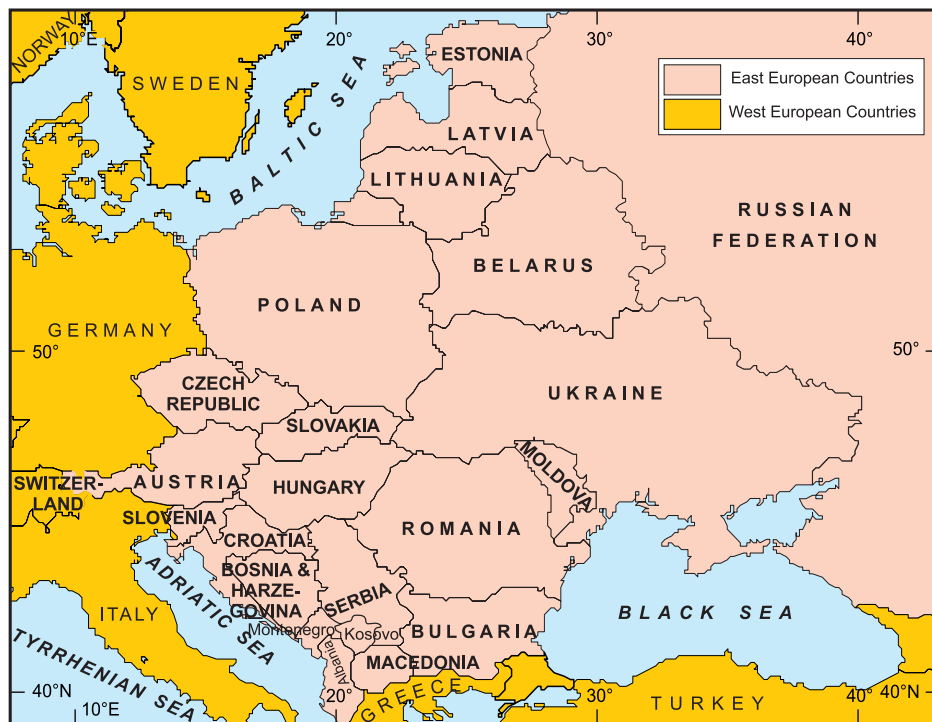 NORWAY
10°E
20°
30°
40°
SWEDEN
BALTIC SEA
ESTONIA
East European Countries
West European Countries
LATVIA
LITHUANIA
RUSSIAN
FEDERATION
BELARUS
POLAND
GERMANY
50°
50°
CZECH
REPUBLIC
UKRAINE
SLOVAKIA
MOLDOVA
SWITZER-
LAND
AUSTRIA
HUNGARY
SLOVENIA
CROATIA
ROMANIA
BOSNIA &
HARZE-
GOVINA
ADRIATIC SEA
SERBIA
ITALY
BLACK SEA
Montenegro
Kosovo
BULGARIA
Albania
MACEDONIA
TYRRHENIAN SEA
GREECE
TURKEY
40°N
10°E
20°
30°
40°
40°N